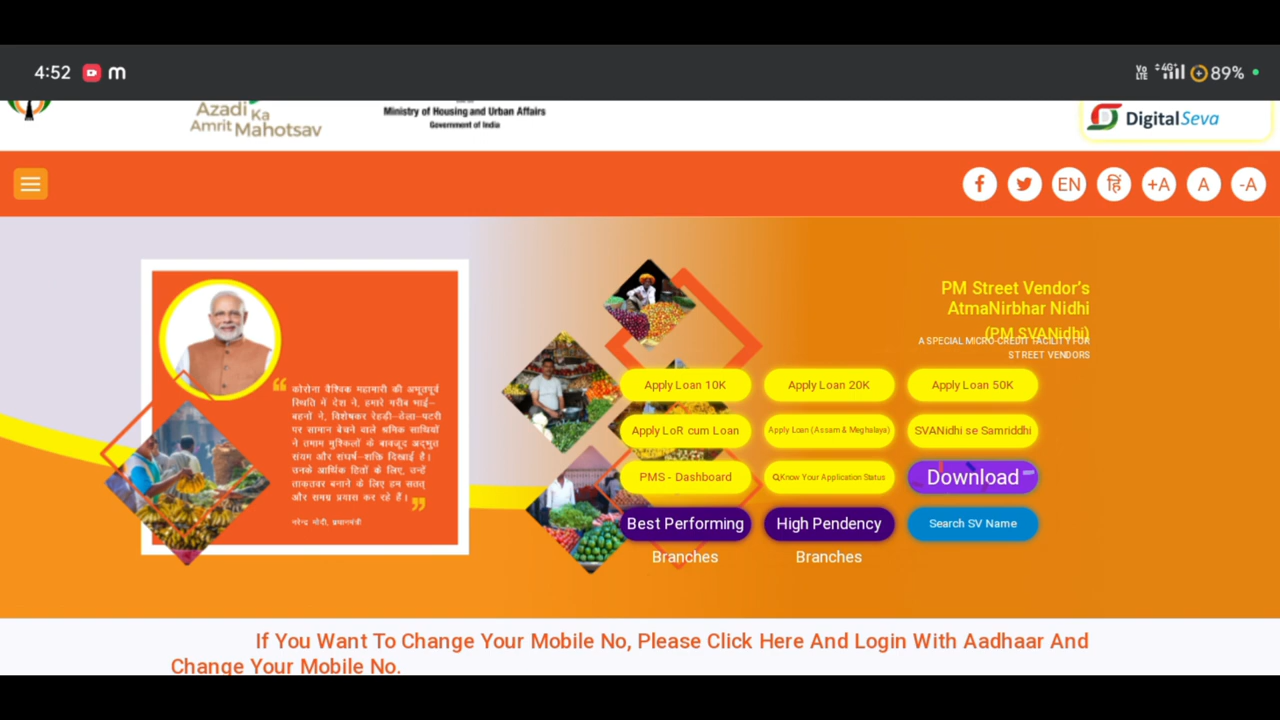 4:52
Vo LTE 4G+ 89%
Azadi Ka
Amrit Mahotsav
Ministry of Housing and Urban Affairs
Government of India
Digital Seva
EN हिं +A A -A
PM Street Vendor's
AtmaNirbhar Nidhi
(PM SVANidhi)
A SPECIAL MICRO-CREDIT FACILITY FOR
STREET VENDORS
“ कोरोना वैश्विक महामारी की अभूतपूर्व
स्थिति में देश ने, हमारे गरीब भाई–
बहनों ने, विशेषकर रेहड़ी–ठेला–पटरी
पर सामान बेचने वाले श्रमिक साथियों
ने तमाम मुश्किलों के बावजूद अद्भुत
संयम और संघर्ष–शक्ति दिखाई है।
उनके आर्थिक हितों के लिए, उन्हें
ताकतवर बनाने के लिए हम सतत्
और समग्र प्रयास कर रहे हैं। ”
नरेन्द्र मोदी, प्रधानमंत्री
Apply Loan 10K Apply Loan 20K Apply Loan 50K
Apply LoR cum Loan Apply Loan (Assam & Meghalaya) SVANidhi se Samriddhi
PMS - Dashboard Know Your Application Status Download
Best Performing High Pendency Search SV Name
Branches Branches
If You Want To Change Your Mobile No, Please Click Here And Login With Aadhaar And
Change Your Mobile No.